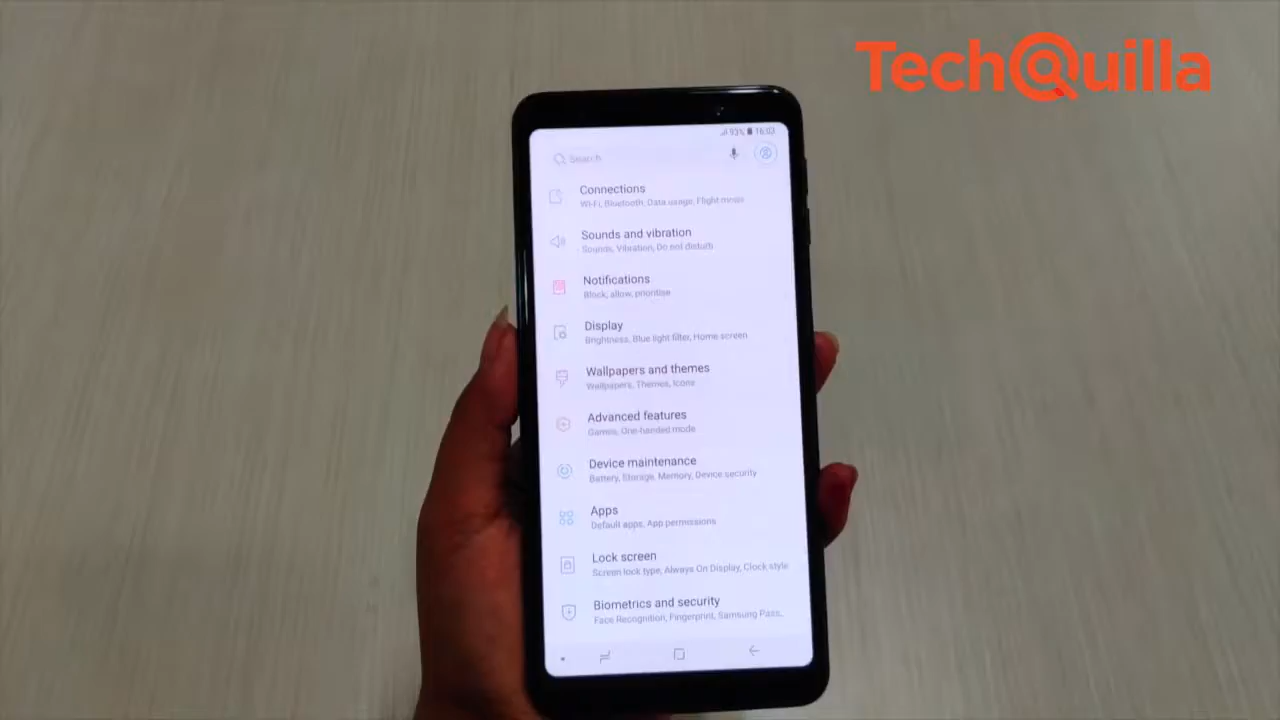 TechQuilla
93% 16:03
Search
Connections
Wi-Fi, Bluetooth, Data usage, Flight mode
Sounds and vibration
Sounds, Vibration, Do not disturb
Notifications
Block, allow, prioritise
Display
Brightness, Blue light filter, Home screen
Wallpapers and themes
Wallpapers, Themes, Icons
Advanced features
Games, One-handed mode
Device maintenance
Battery, Storage, Memory, Device security
Apps
Default apps, App permissions
Lock screen
Screen lock type, Always On Display, Clock style
Biometrics and security
Face Recognition, Fingerprint, Samsung Pass,